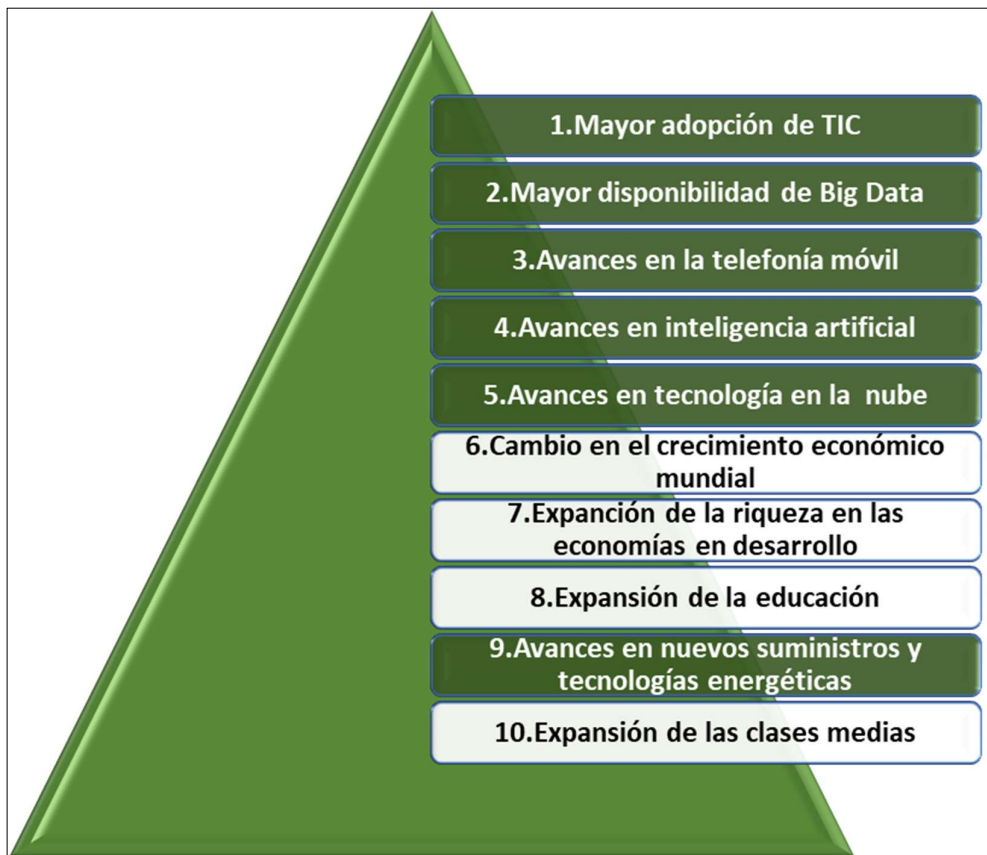 1.Mayor adopción de TIC
2.Mayor disponibilidad de Big Data
3.Avances en la telefonía móvil
4.Avances en inteligencia artificial
5.Avances en tecnología en la nube
6.Cambio en el crecimiento económico
mundial
7.Expanción de la riqueza en las
economías en desarrollo
8.Expansión de la educación
9.Avances en nuevos suministros y
tecnologías energéticas
10.Expansión de las clases medias